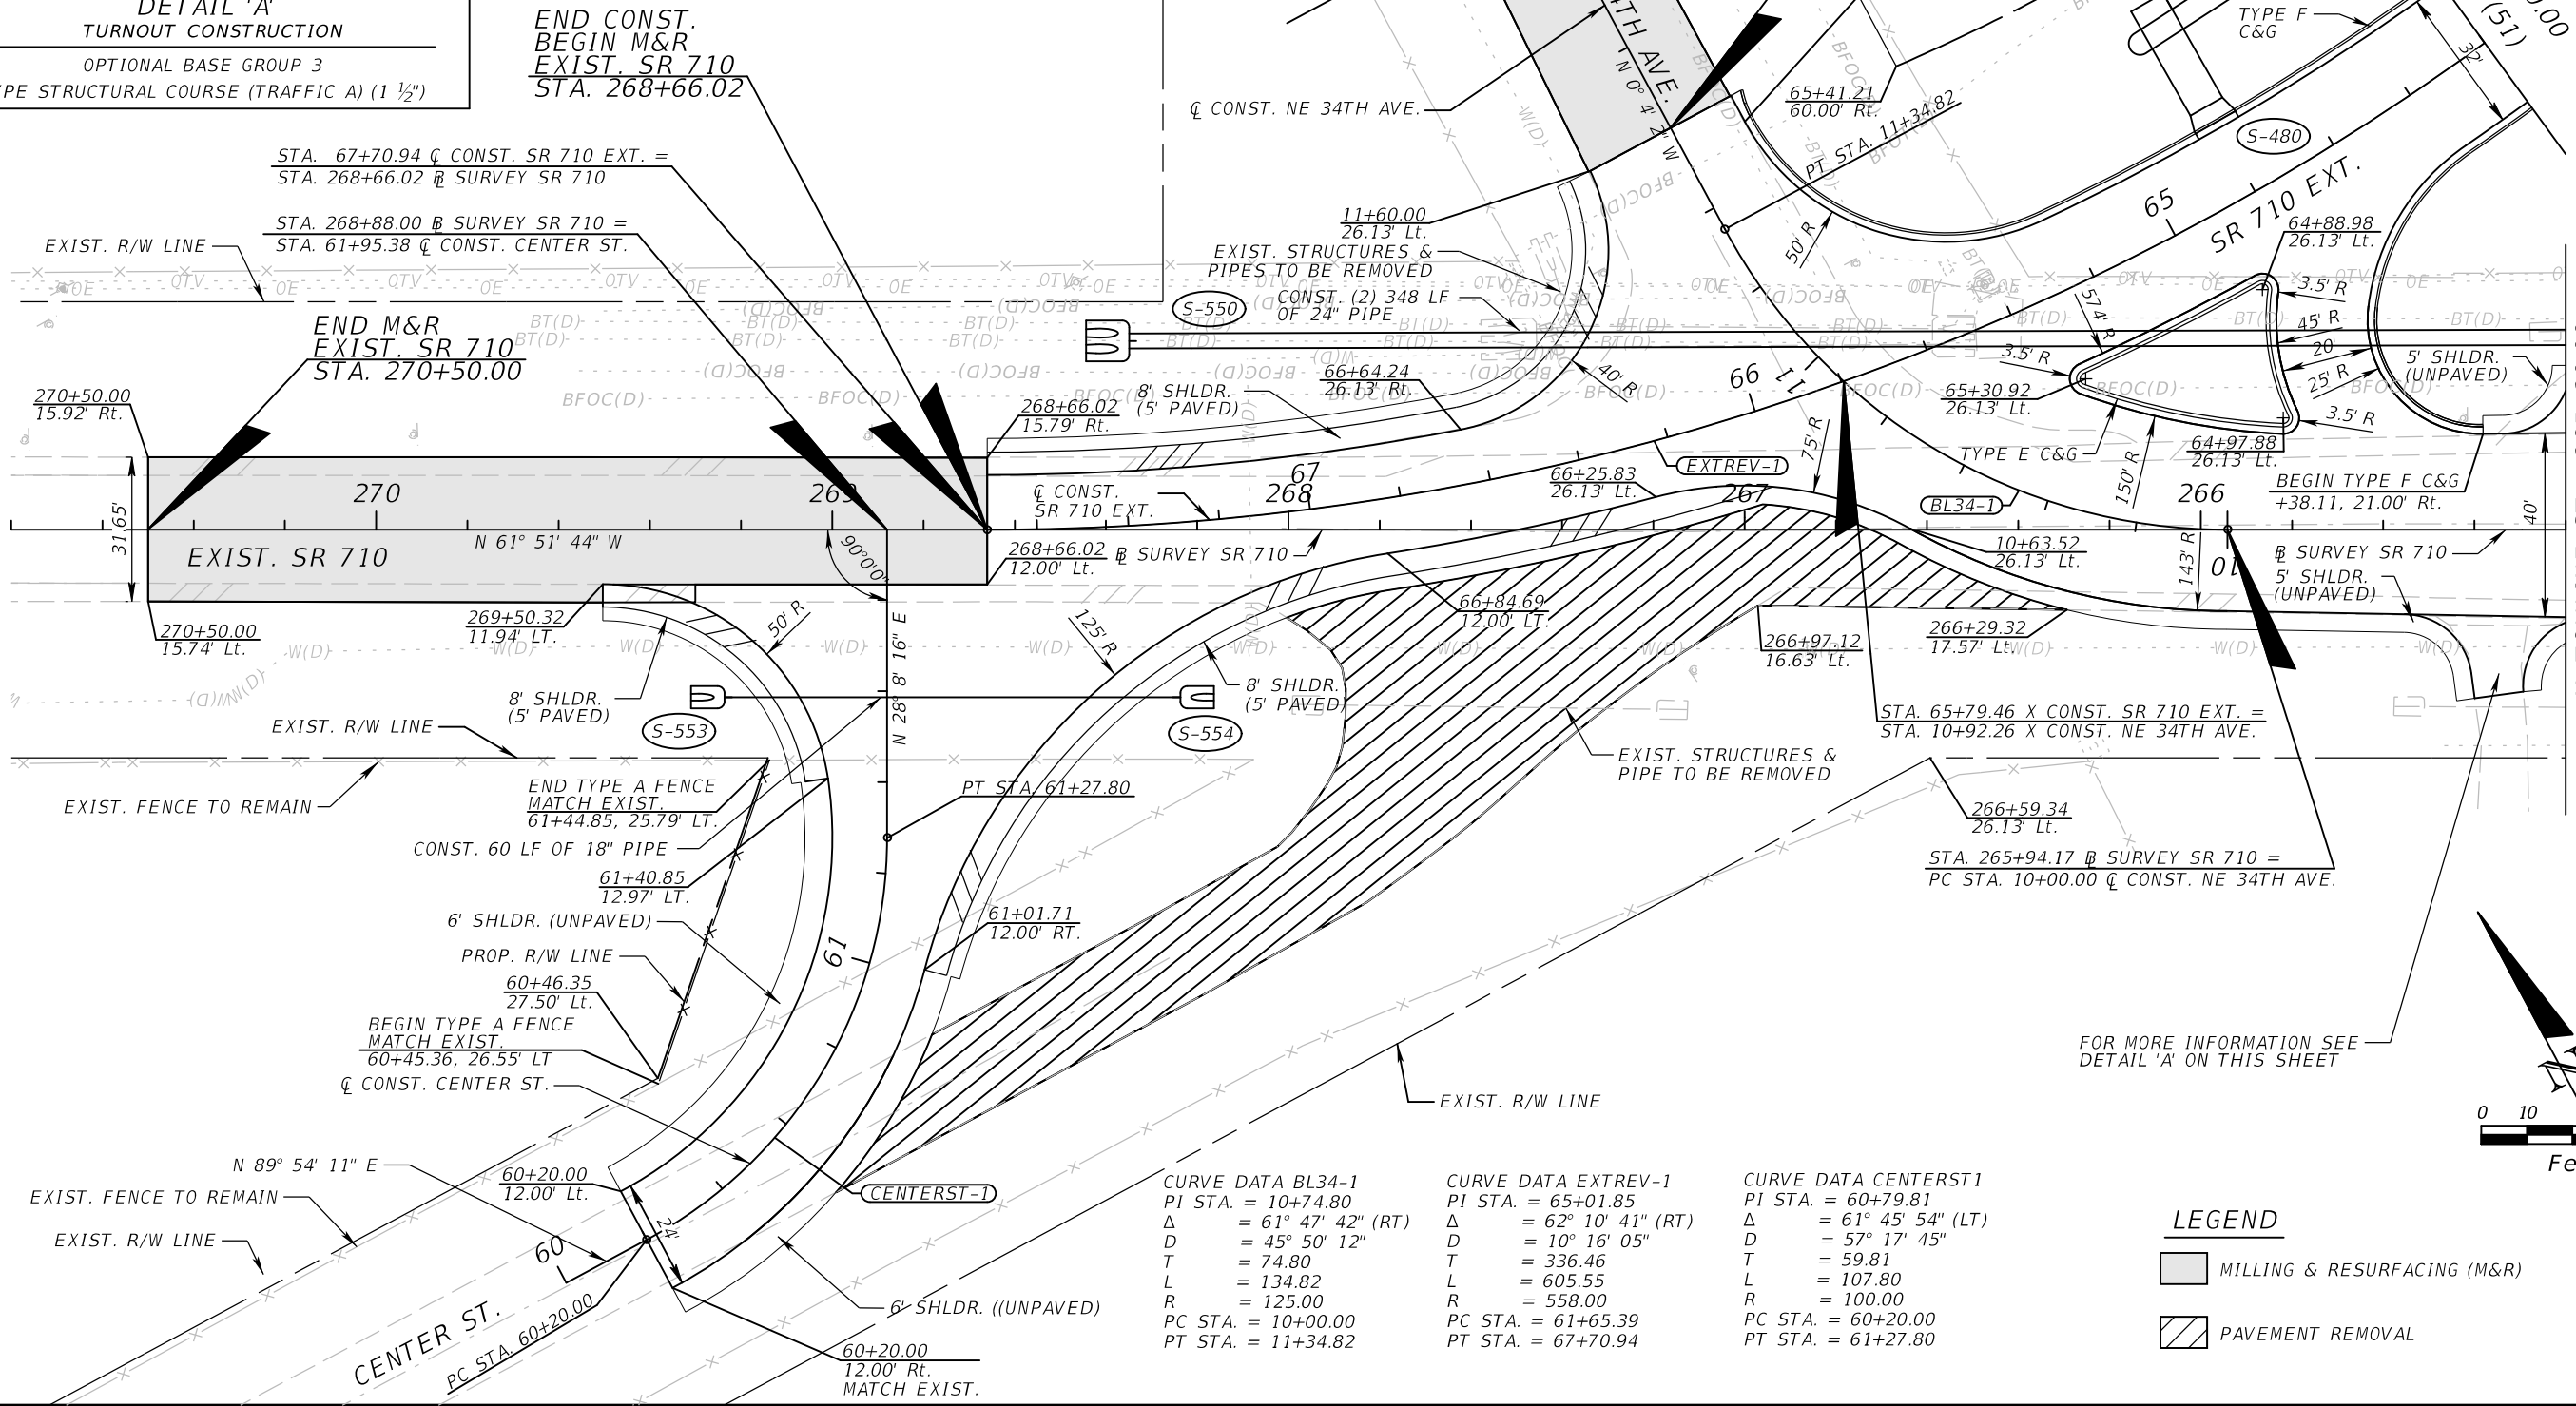 DETAIL 'A'
TURNOUT CONSTRUCTION
OPTIONAL BASE GROUP 3
PE STRUCTURAL COURSE (TRAFFIC A) (1 ½")
END CONST.
BEGIN M&R
EXIST. SR 710
STA. 268+66.02
STA. 67+70.94 ℄ CONST. SR 710 EXT. =
STA. 268+66.02 BL SURVEY SR 710
STA. 268+88.00 BL SURVEY SR 710 =
STA. 61+95.38 ℄ CONST. CENTER ST.
EXIST. R/W LINE
END M&R
EXIST. SR 710
STA. 270+50.00
270+50.00
15.92' Rt.
31.65'
270
269
268
267
266
EXIST. SR 710
N 61° 51' 44" W
90°0'0"
270+50.00
15.74' Lt.
269+50.32
11.94' LT.
℄ CONST. NE 34TH AVE.
4TH AVE.
N 0° 4' 2" W
65+41.21
60.00' Rt.
PT STA. 11+34.82
TYPE F
C&G
32'
0.00
(51)
S-480
65
SR 710 EXT.
64+88.98
26.13' Lt.
11+60.00
26.13' Lt.
EXIST. STRUCTURES &
PIPES TO BE REMOVED
CONST. (2) 348 LF
OF 24" PIPE
S-550
50' R
574' R
3.5' R
45' R
20'
25' R
3.5' R
3.5' R
5' SHLDR.
(UNPAVED)
65+30.92
26.13' Lt.
TYPE E C&G
150' R
64+97.88
26.13' Lt.
BEGIN TYPE F C&G
+38.11, 21.00' Rt.
40'
66+64.24
26.13' Rt.
8' SHLDR.
(5' PAVED)
40' R
66
11
268+66.02
15.79' Rt.
67
℄ CONST.
SR 710 EXT.
EXTREV-1
66+25.83
26.13' Lt.
75' R
BL34-1
268+66.02
12.00' Lt.
BL SURVEY SR 710
10+63.52
26.13' Lt.
143' R
10
BL SURVEY SR 710
5' SHLDR.
(UNPAVED)
66+84.69
12.00' LT.
266+97.12
16.63' Lt.
266+29.32
17.57' Lt.
50' R
125' R
N 28° 8' 16" E
8' SHLDR.
(5' PAVED)
S-553
8' SHLDR.
(5' PAVED)
S-554
STA. 65+79.46 X CONST. SR 710 EXT. =
STA. 10+92.26 X CONST. NE 34TH AVE.
EXIST. STRUCTURES &
PIPE TO BE REMOVED
EXIST. R/W LINE
EXIST. FENCE TO REMAIN
END TYPE A FENCE
MATCH EXIST.
61+44.85, 25.79' LT.
PT STA. 61+27.80
266+59.34
26.13' Lt.
CONST. 60 LF OF 18" PIPE
STA. 265+94.17 BL SURVEY SR 710 =
PC STA. 10+00.00 ℄ CONST. NE 34TH AVE.
61+40.85
12.97' LT.
6' SHLDR. (UNPAVED)
61+01.71
12.00' RT.
61
PROP. R/W LINE
60+46.35
27.50' Lt.
BEGIN TYPE A FENCE
MATCH EXIST.
60+45.36, 26.55' LT
℄ CONST. CENTER ST.
FOR MORE INFORMATION SEE
DETAIL 'A' ON THIS SHEET
EXIST. R/W LINE
0 10
Fe
N 89° 54' 11" E
60+20.00
12.00' Lt.
CENTERST-1
EXIST. FENCE TO REMAIN
EXIST. R/W LINE
60
24'
CENTER ST.
PC STA. 60+20.00
6' SHLDR. ((UNPAVED)
60+20.00
12.00' Rt.
MATCH EXIST.
CURVE DATA BL34-1
PI STA. = 10+74.80
Δ = 61° 47' 42" (RT)
D = 45° 50' 12"
T = 74.80
L = 134.82
R = 125.00
PC STA. = 10+00.00
PT STA. = 11+34.82
CURVE DATA EXTREV-1
PI STA. = 65+01.85
Δ = 62° 10' 41" (RT)
D = 10° 16' 05"
T = 336.46
L = 605.55
R = 558.00
PC STA. = 61+65.39
PT STA. = 67+70.94
CURVE DATA CENTERST1
PI STA. = 60+79.81
Δ = 61° 45' 54" (LT)
D = 57° 17' 45"
T = 59.81
L = 107.80
R = 100.00
PC STA. = 60+20.00
PT STA. = 61+27.80
LEGEND
MILLING & RESURFACING (M&R)
PAVEMENT REMOVAL